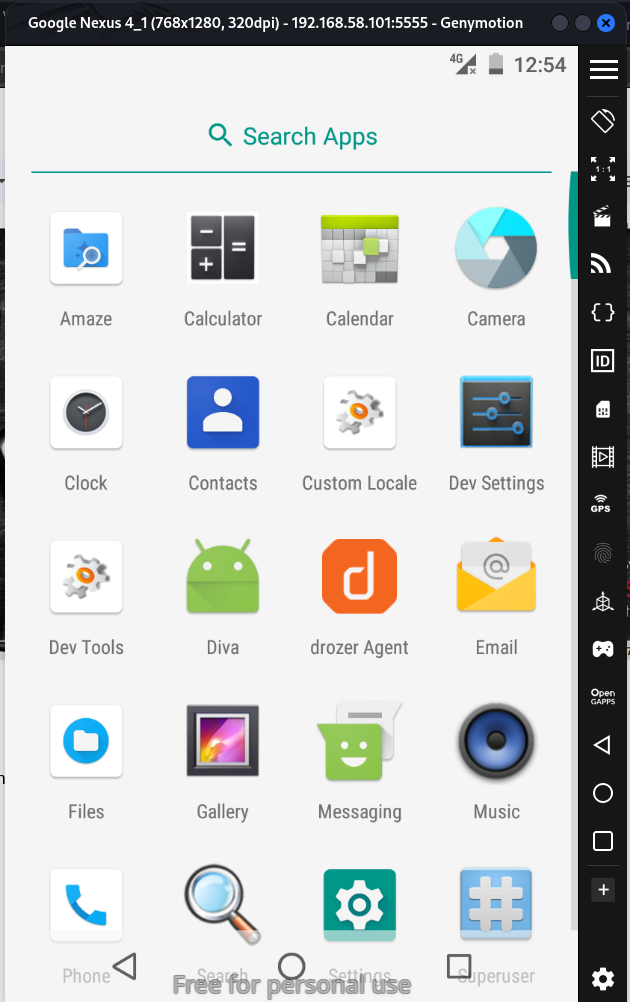 Google Nexus 4_1 (768x1280, 320dpi) - 192.168.58.101:5555 - Genymotion
4G 12:54
Search Apps
1:1
Amaze Calculator Calendar Camera
ID
Clock Contacts Custom Locale Dev Settings
GPS
@
Dev Tools Diva drozer Agent Email
Open
GAPPS
Files Gallery Messaging Music
Phone Search Settings Superuser
Free for personal use